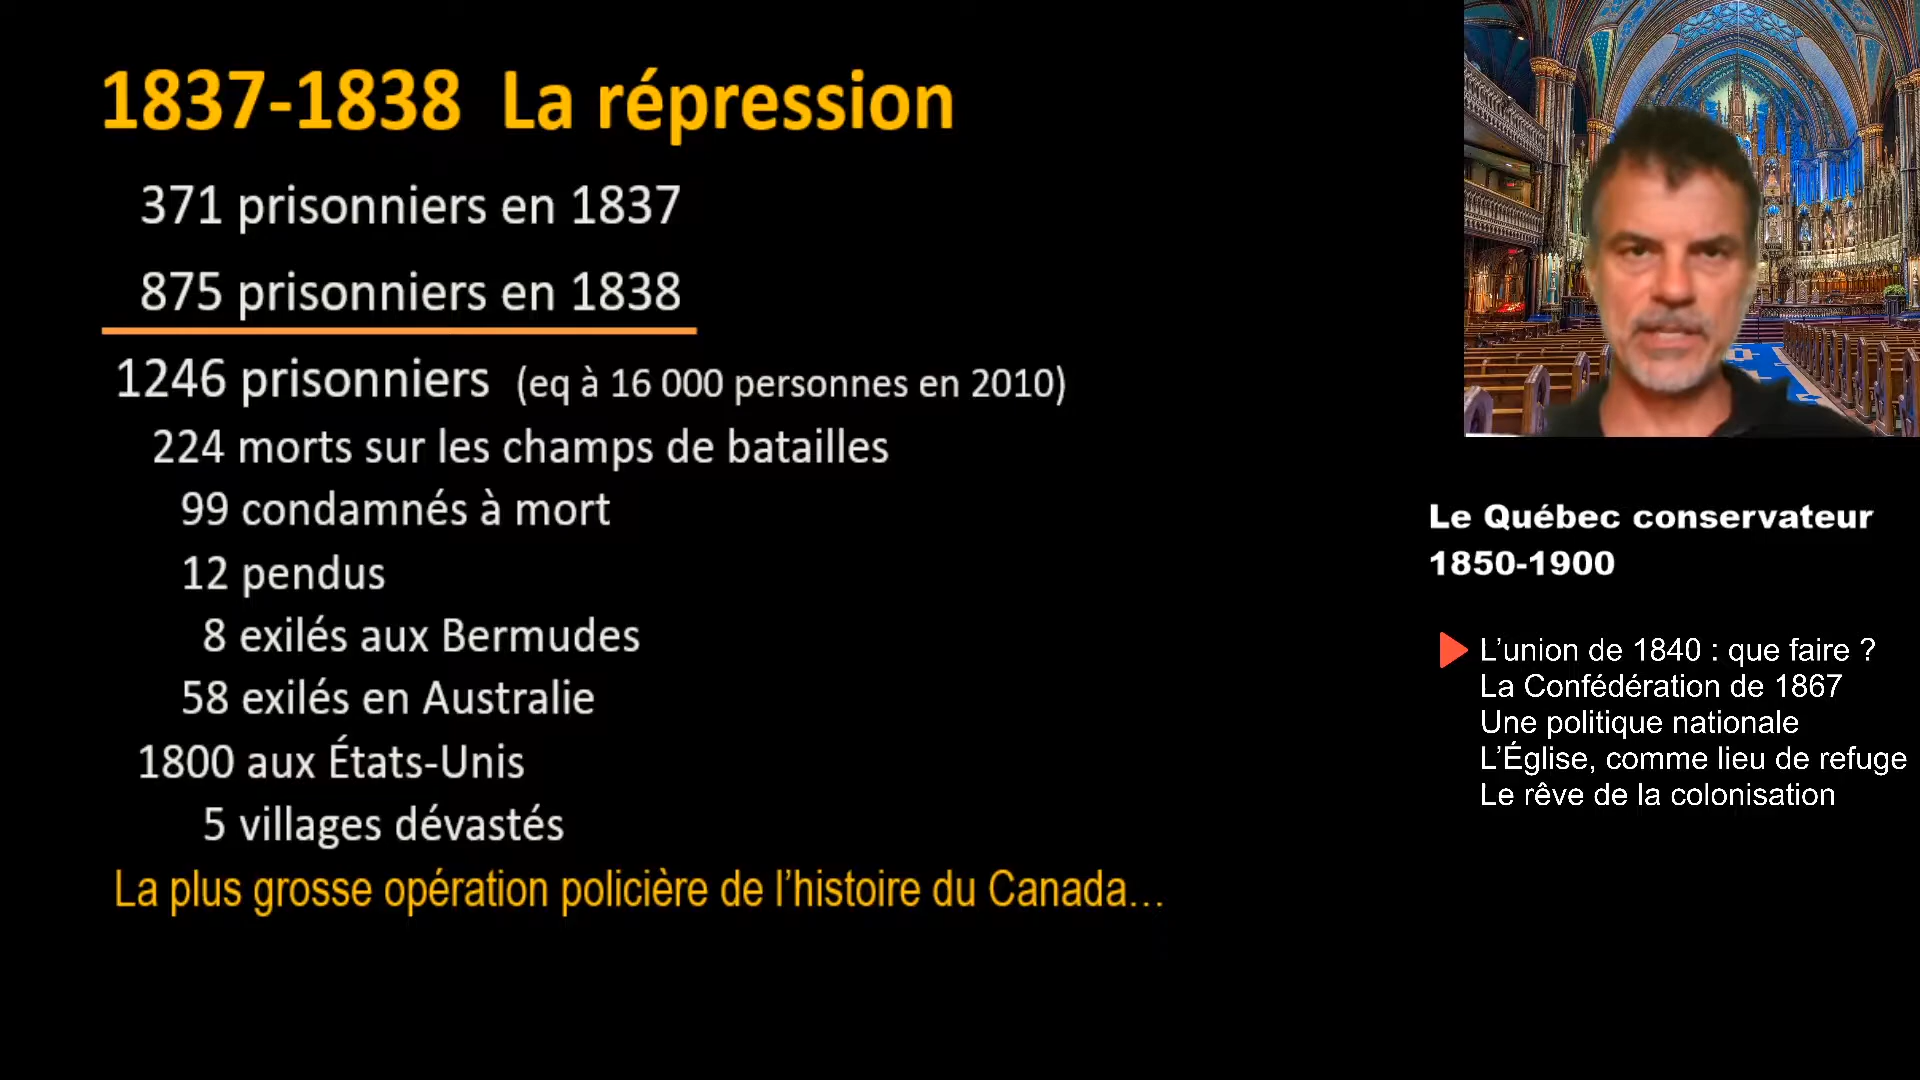 1837-1838 La répression
371 prisonniers en 1837
875 prisonniers en 1838
1246 prisonniers (eq à 16 000 personnes en 2010)
224 morts sur les champs de batailles
99 condamnés à mort
12 pendus
8 exilés aux Bermudes
58 exilés en Australie
1800 aux États-Unis
5 villages dévastés
La plus grosse opération policière de l’histoire du Canada…
Le Québec conservateur
1850-1900
L’union de 1840 : que faire ?
La Confédération de 1867
Une politique nationale
L’Église, comme lieu de refuge
Le rêve de la colonisation